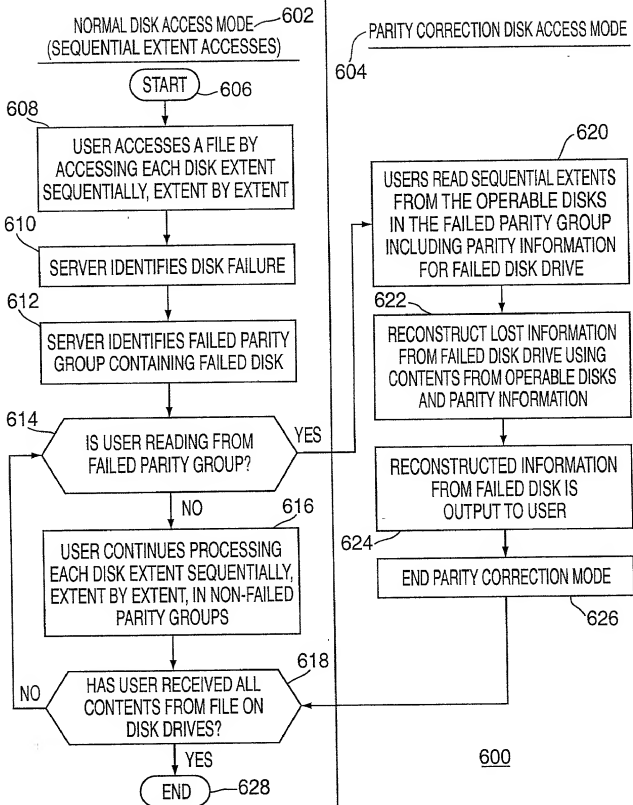 NORMAL DISK ACCESS MODE 602
(SEQUENTIAL EXTENT ACCESSES)
START
606
608
USER ACCESSES A FILE BY
ACCESSING EACH DISK EXTENT
SEQUENTIALLY, EXTENT BY EXTENT
610
SERVER IDENTIFIES DISK FAILURE
612
SERVER IDENTIFIES FAILED PARITY
GROUP CONTAINING FAILED DISK
614
IS USER READING FROM
FAILED PARITY GROUP?
YES
NO
616
USER CONTINUES PROCESSING
EACH DISK EXTENT SEQUENTIALLY,
EXTENT BY EXTENT, IN NON-FAILED
PARITY GROUPS
618
NO
HAS USER RECEIVED ALL
CONTENTS FROM FILE ON
DISK DRIVES?
YES
END
628
PARITY CORRECTION DISK ACCESS MODE
604
620
USERS READ SEQUENTIAL EXTENTS
FROM THE OPERABLE DISKS
IN THE FAILED PARITY GROUP
INCLUDING PARITY INFORMATION
FOR FAILED DISK DRIVE
622
RECONSTRUCT LOST INFORMATION
FROM FAILED DISK DRIVE USING
CONTENTS FROM OPERABLE DISKS
AND PARITY INFORMATION
RECONSTRUCTED INFORMATION
FROM FAILED DISK IS
OUTPUT TO USER
624
END PARITY CORRECTION MODE
626
600